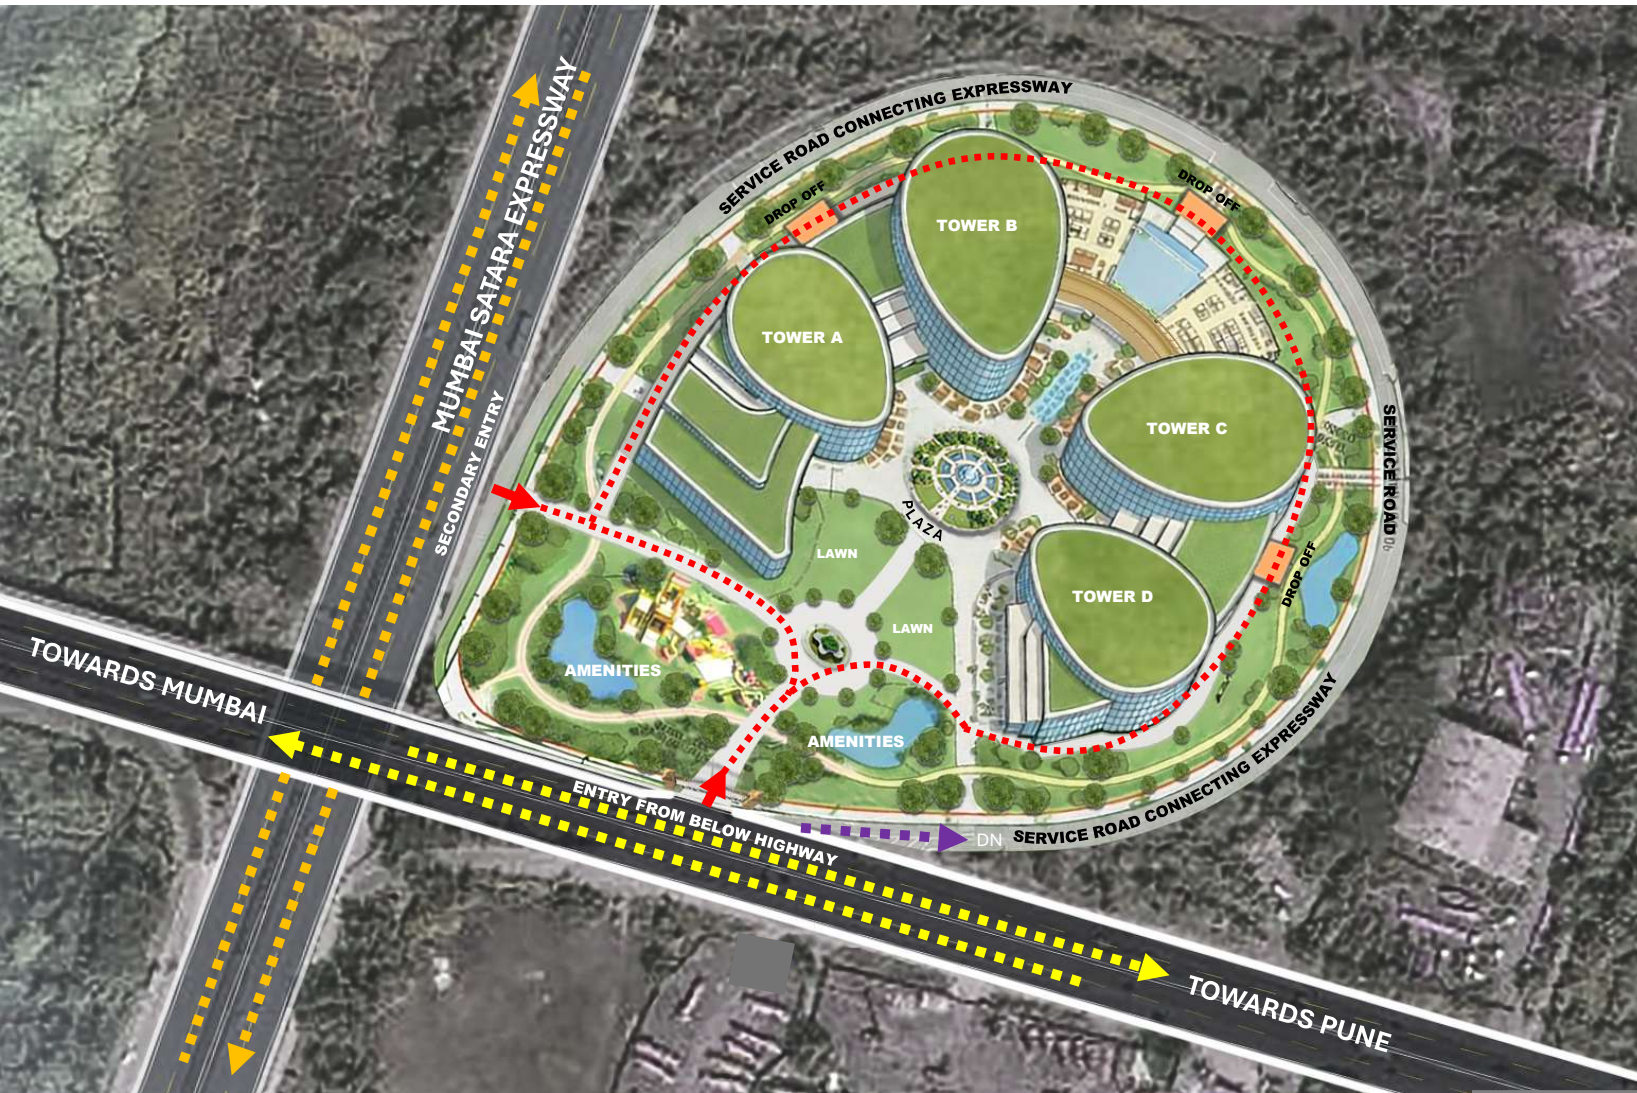 SERVICE ROAD CONNECTING EXPRESSWAY
MUMBAI SATARA EXPRESSWAY
DROP OFF
DROP OFF
TOWER B
TOWER A
TOWER C
SECONDARY ENTRY
SERVICE ROAD
PLAZA
LAWN
DROP OFF
TOWER D
LAWN
AMENITIES
TOWARDS MUMBAI
AMENITIES
ENTRY FROM BELOW HIGHWAY
DN
SERVICE ROAD CONNECTING EXPRESSWAY
TOWARDS PUNE